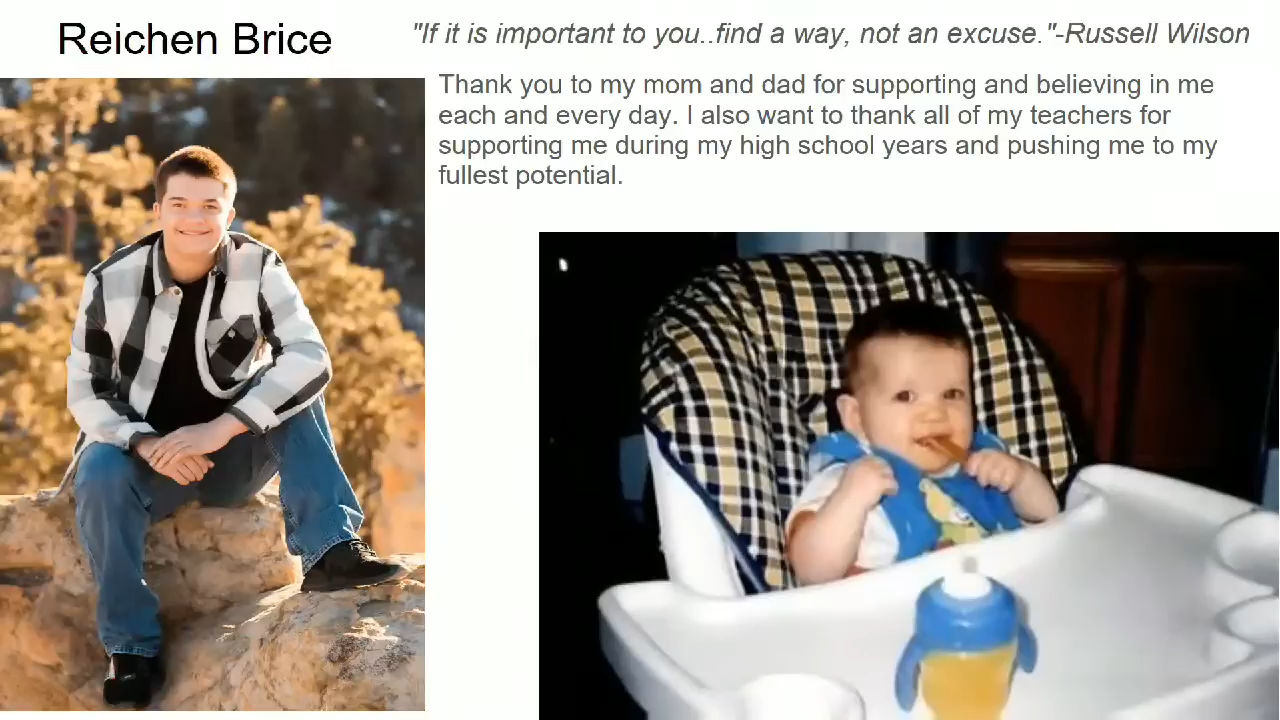 Reichen Brice
"If it is important to you..find a way, not an excuse."-Russell Wilson
Thank you to my mom and dad for supporting and believing in me
each and every day. I also want to thank all of my teachers for
supporting me during my high school years and pushing me to my
fullest potential.